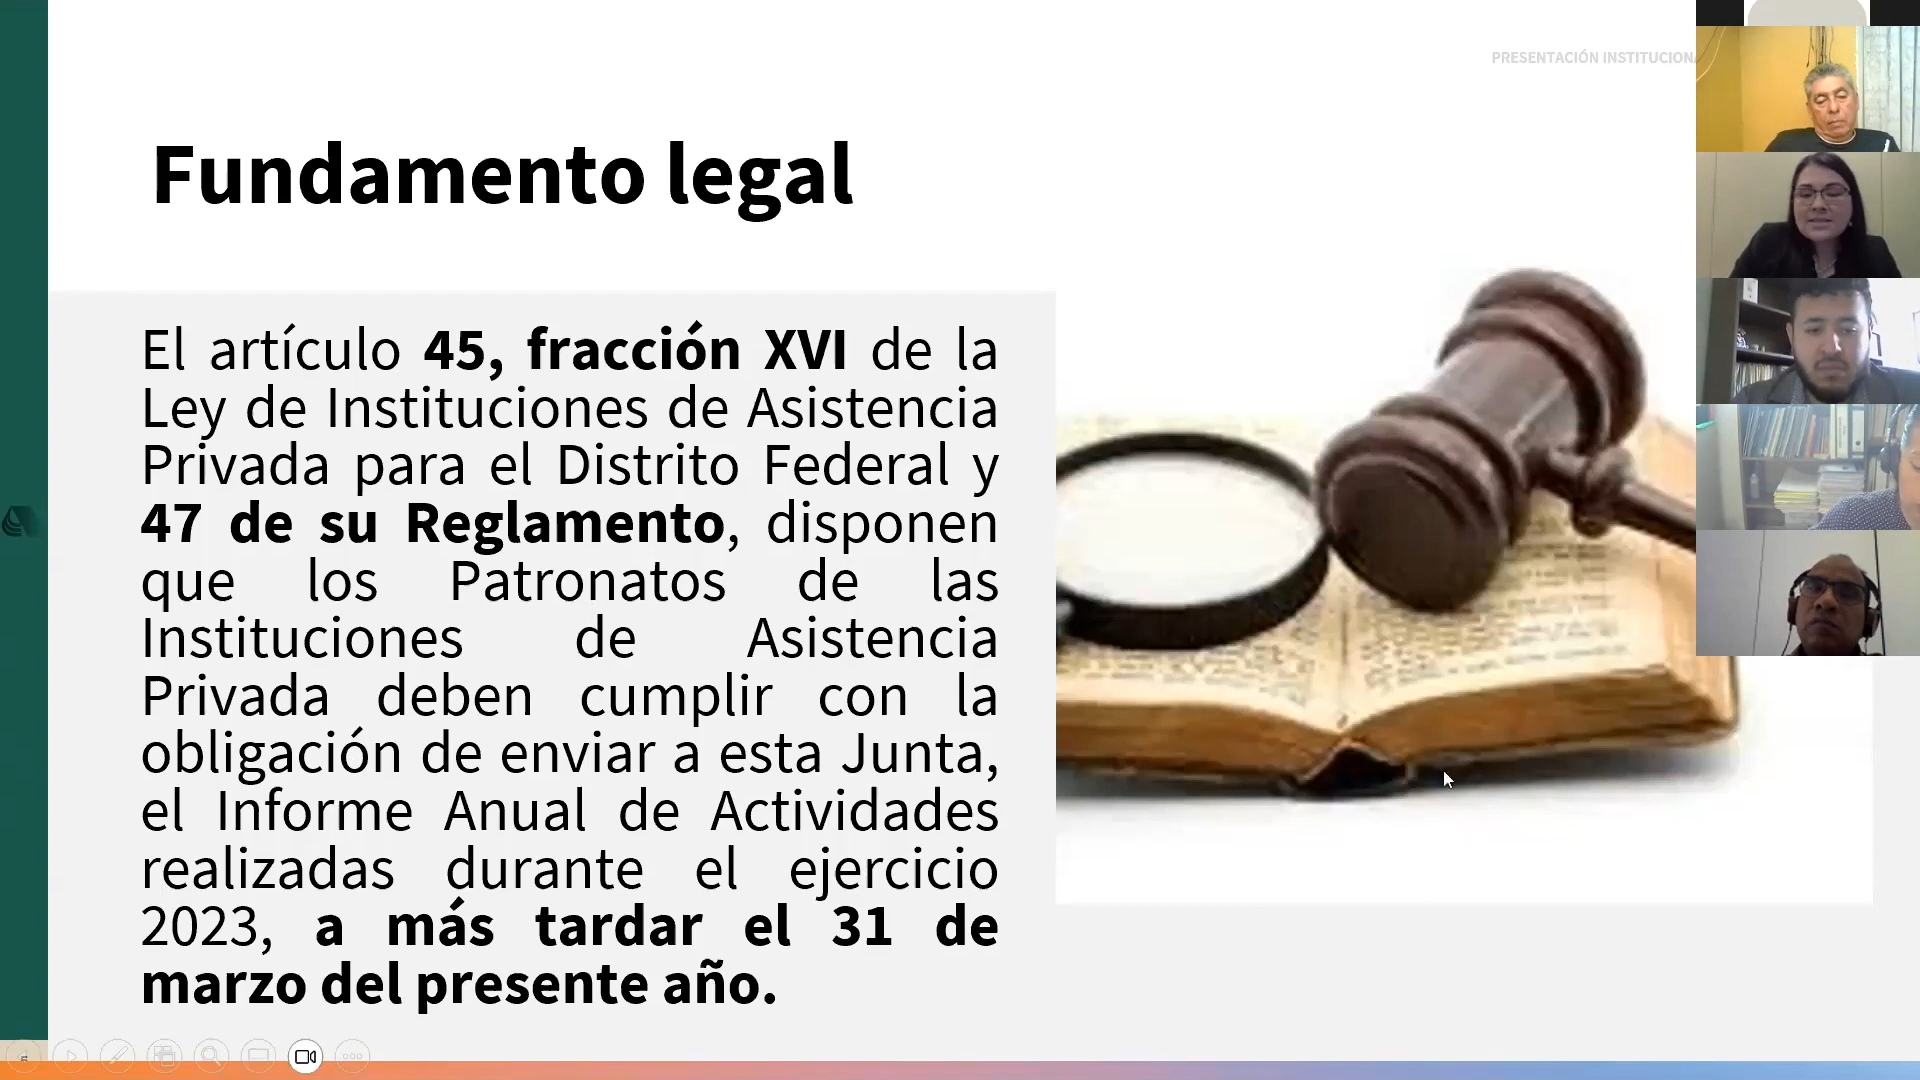 PRESENTACIÓN INSTITUCION
Fundamento legal
El artículo 45, fracción XVI de la
Ley de Instituciones de Asistencia
Privada para el Distrito Federal y
47 de su Reglamento, disponen
que los Patronatos de las
Instituciones de Asistencia
Privada deben cumplir con la
obligación de enviar a esta Junta,
el Informe Anual de Actividades
realizadas durante el ejercicio
2023, a más tardar el 31 de
marzo del presente año.